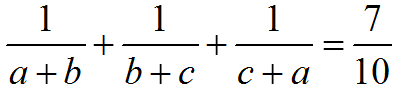 1/(a+b) + 1/(b+c) + 1/(c+a) = 7/10